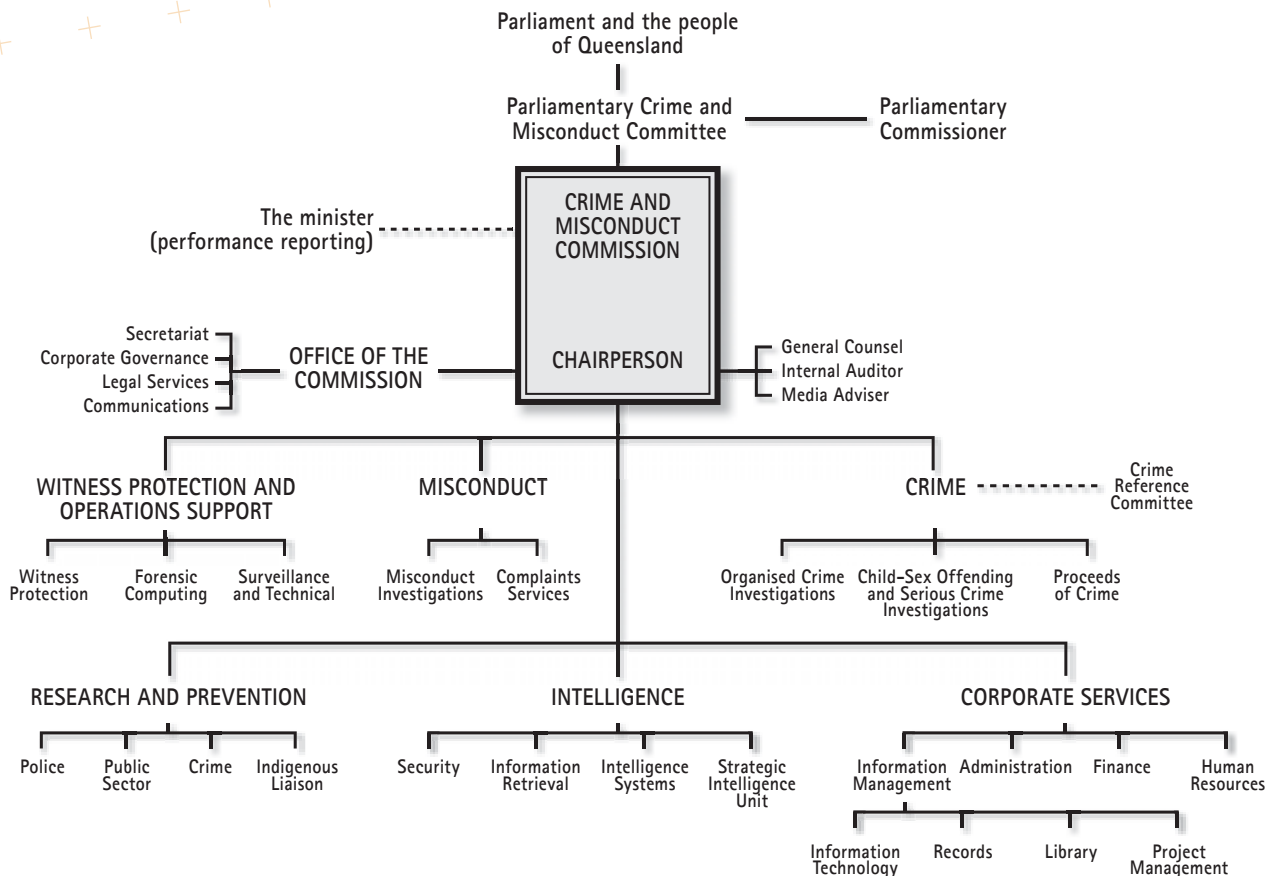 Parliament and the people
of Queensland
Parliamentary Crime and
Misconduct Committee
Parliamentary
Commissioner
CRIME AND
MISCONDUCT
COMMISSION
The minister
(performance reporting)
Secretariat
Corporate Governance
Legal Services
Communications
OFFICE OF THE
COMMISSION
CHAIRPERSON
General Counsel
Internal Auditor
Media Adviser
WITNESS PROTECTION AND
OPERATIONS SUPPORT
MISCONDUCT
CRIME
Crime
Reference
Committee
Witness
Protection
Forensic
Computing
Surveillance
and Technical
Misconduct
Investigations
Complaints
Services
Organised Crime
Investigations
Child-Sex Offending
and Serious Crime
Investigations
Proceeds
of Crime
RESEARCH AND PREVENTION
INTELLIGENCE
CORPORATE SERVICES
Police
Public
Sector
Crime
Indigenous
Liaison
Security
Information
Retrieval
Intelligence
Systems
Strategic
Intelligence
Unit
Information
Management
Administration
Finance
Human
Resources
Information
Technology
Records
Library
Project
Management